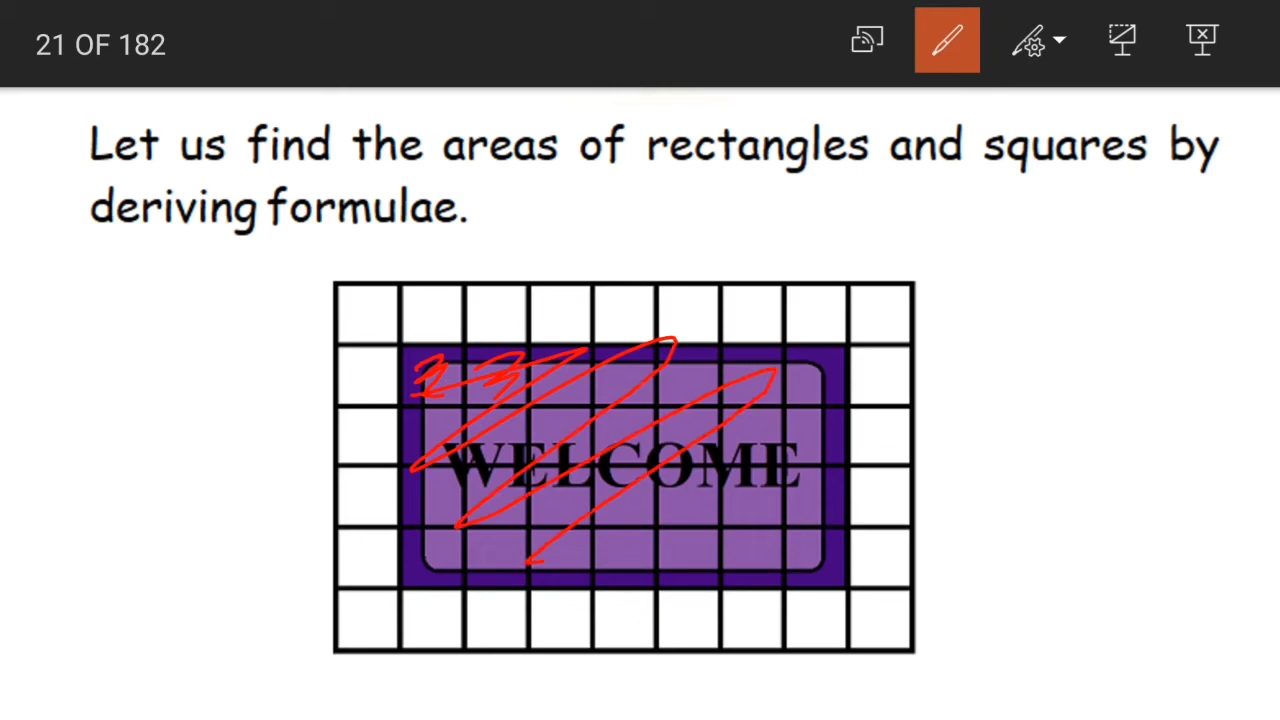 21 OF 182
Let us find the areas of rectangles and squares by
deriving formulae.
WELCOME